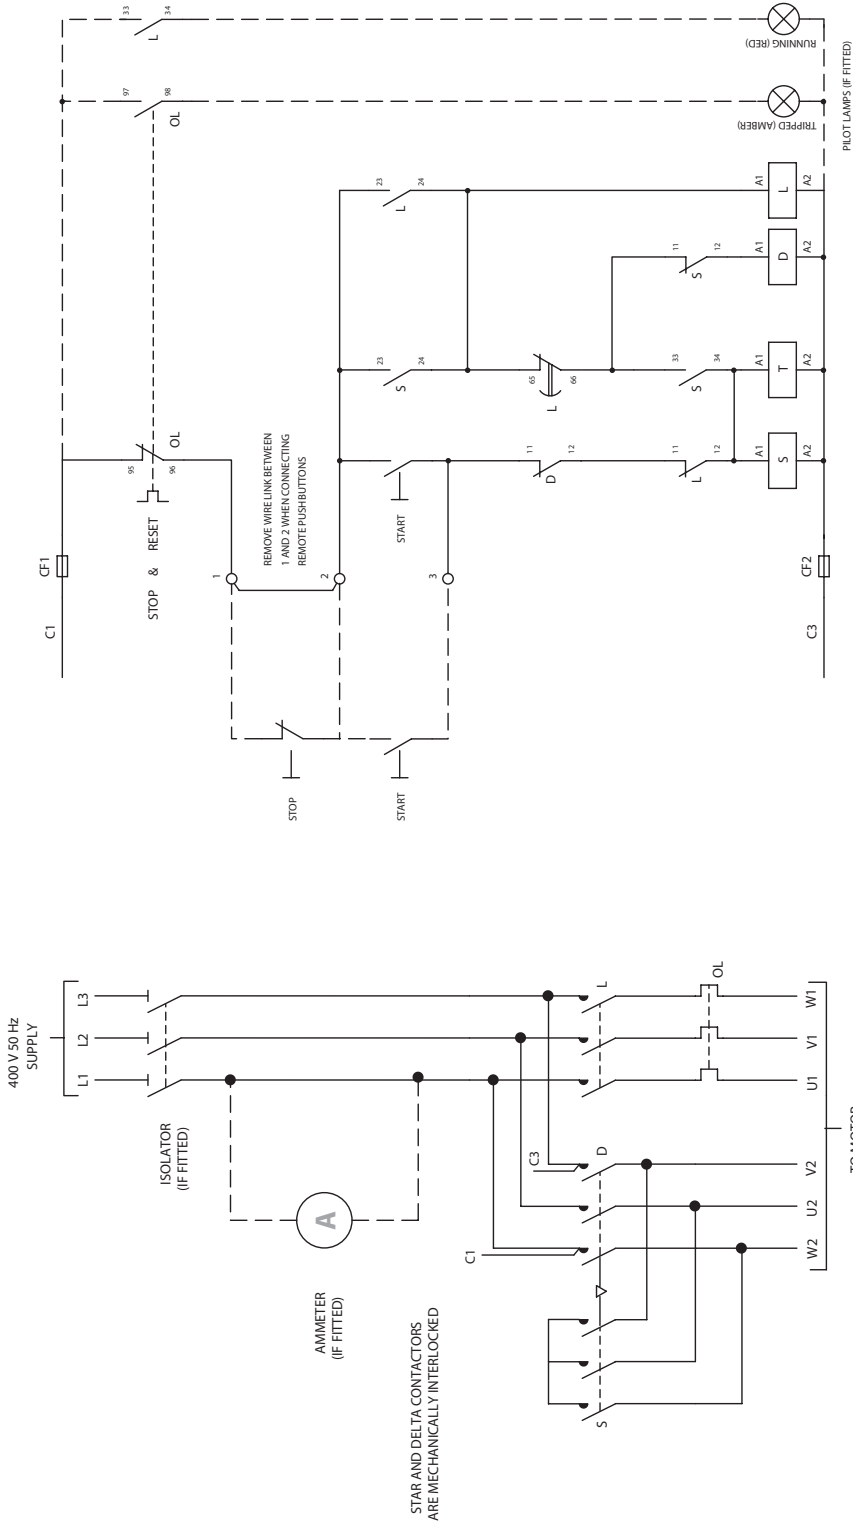 33
34
L
RUNNING (RED)
97
98
OL
TRIPPED (AMBER)
PILOT LAMPS (IF FITTED)
23
24
L
A1
L
A2
11
12
S
A1
D
A2
23
24
S
65
66
L
33
34
S
A1
T
A2
95
96
OL
STOP & RESET
REMOVE WIRE LINK BETWEEN
1 AND 2 WHEN CONNECTING
REMOTE PUSHBUTTONS
START
11
12
D
11
12
L
A1
S
A2
CF1
C1
1
2
3
CF2
C3
STOP
START
400 V 50 Hz
SUPPLY
L3
L2
L1
ISOLATOR
(IF FITTED)
A
AMMETER
(IF FITTED)
STAR AND DELTA CONTACTORS
ARE MECHANICALLY INTERLOCKED
L
OL
C3
D
C1
S
W1
V1
U1
V2
U2
W2
TO MOTOR